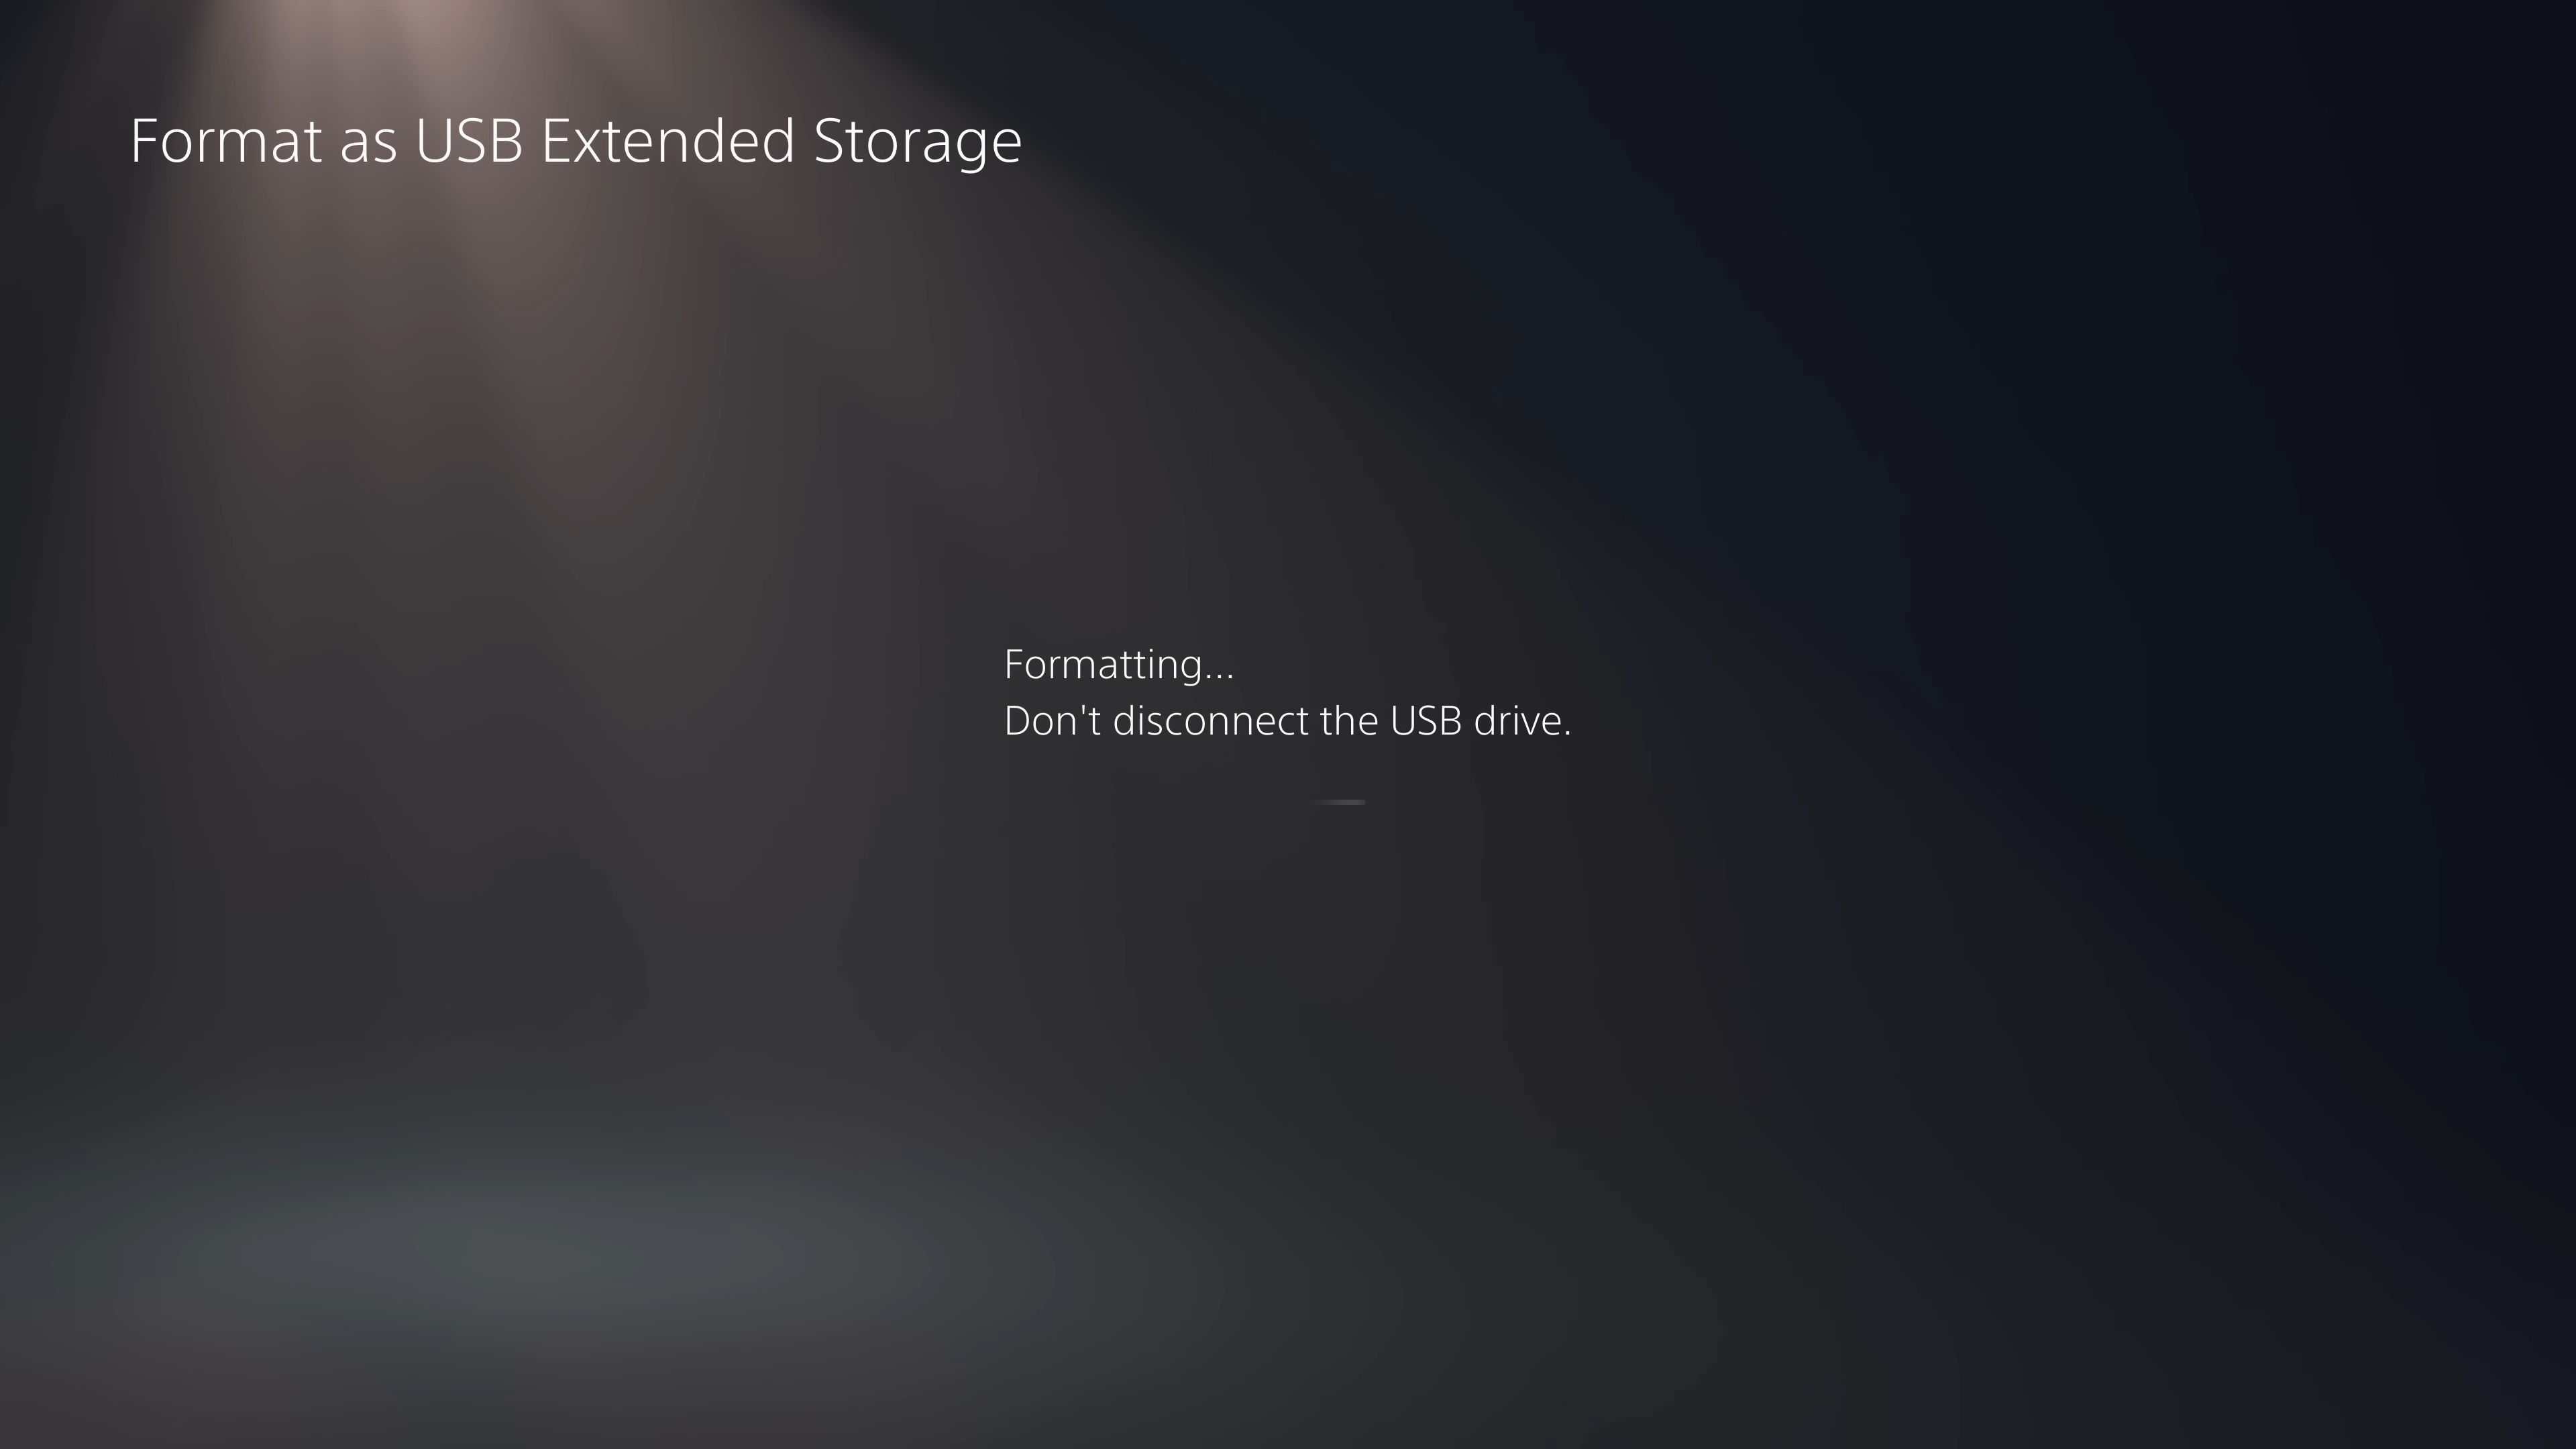 Format as USB Extended Storage
Formatting...
Don't disconnect the USB drive.